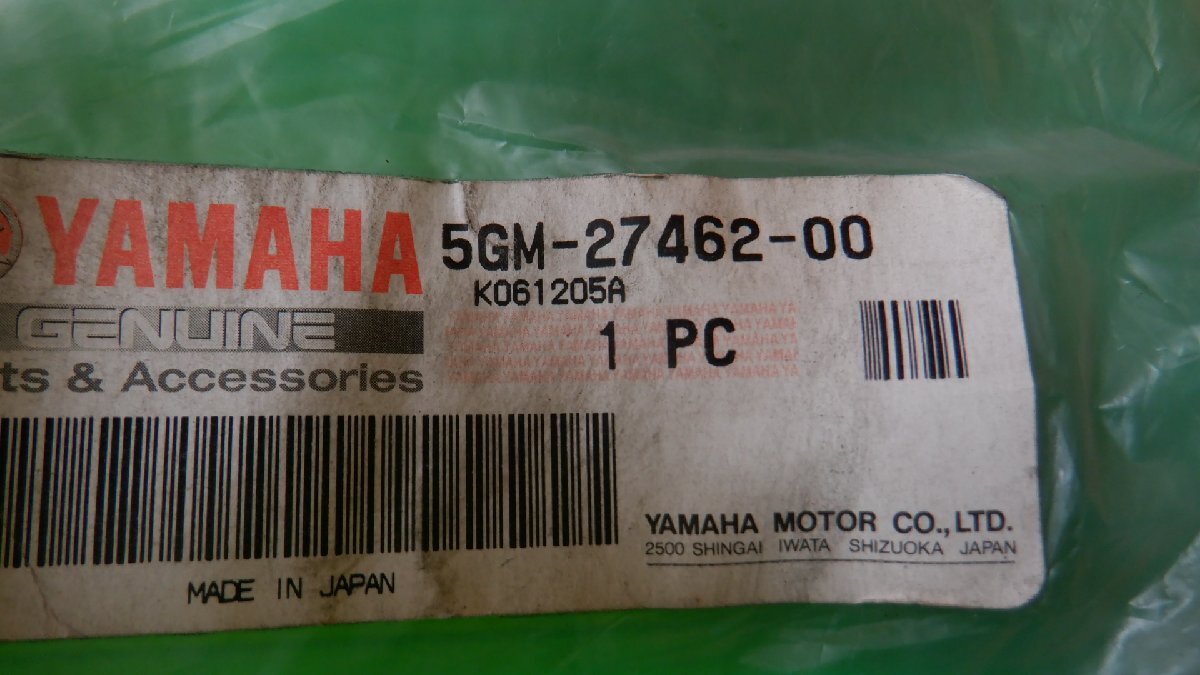 YAMAHA
5GM-27462-00
K061205A
GENUINE
1 PC
ts & Accessories
MADE IN JAPAN
YAMAHA MOTOR CO.,LTD.
2500 SHINGAI IWATA SHIZUOKA JAPAN